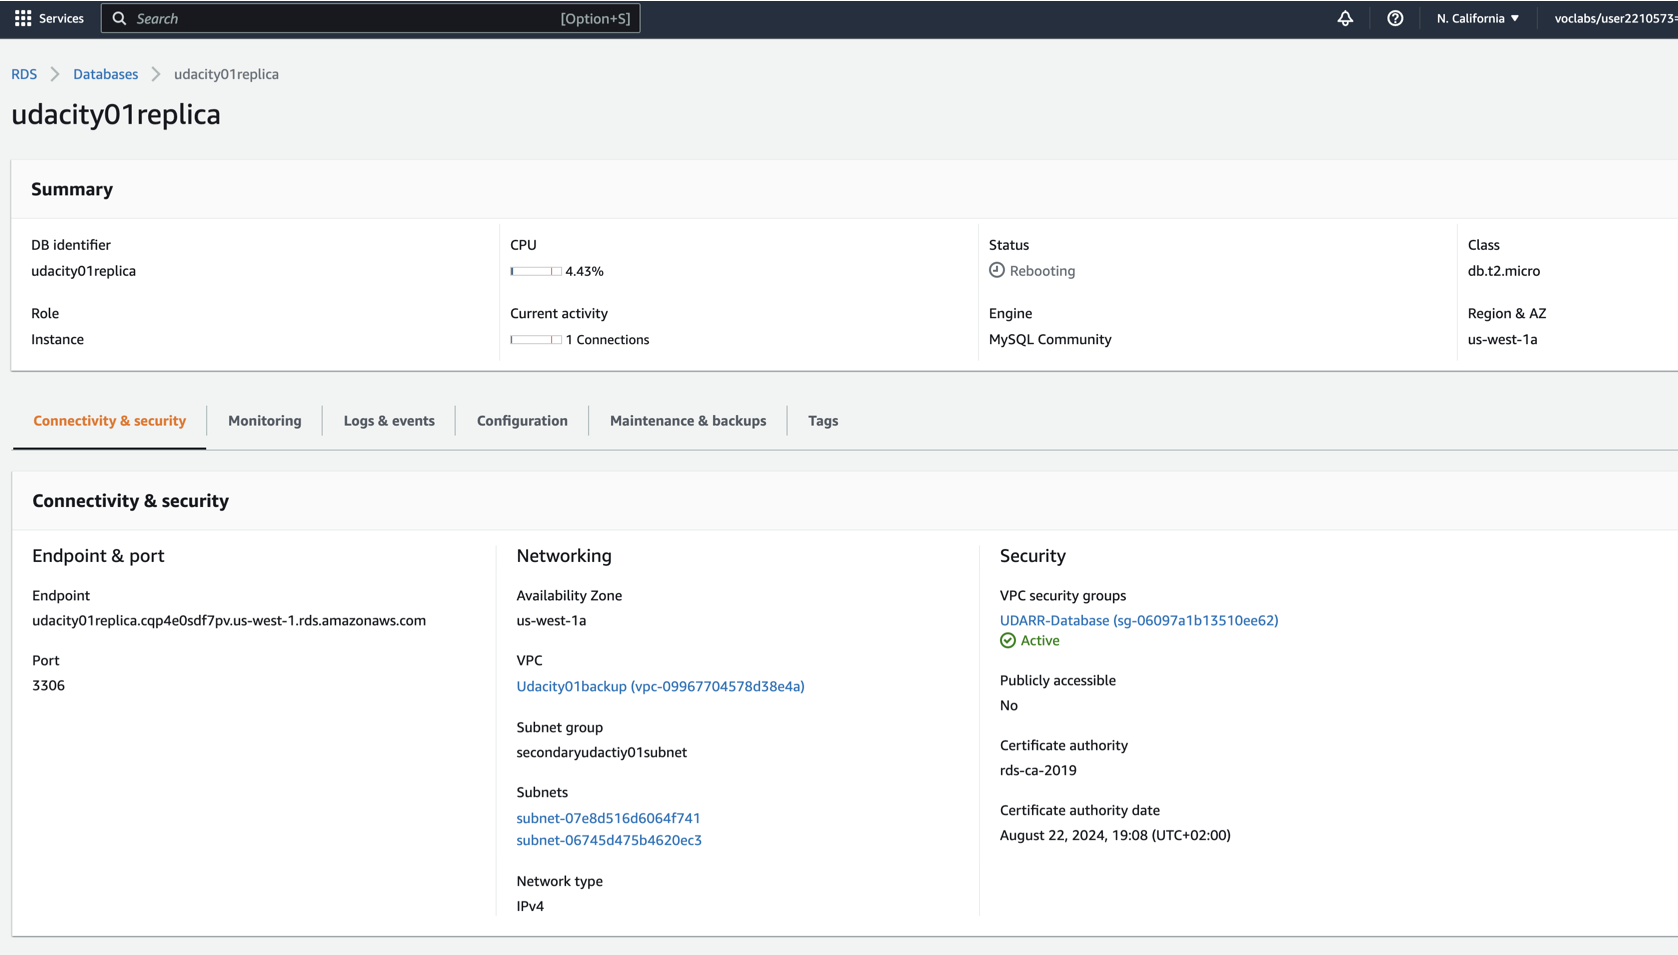 Services
Search [Option+S]
N. California ▼
voclabs/user2210573=
RDS > Databases > udacity01replica
udacity01replica
Summary
DB identifier
udacity01replica
CPU
4.43%
Status
Rebooting
Class
db.t2.micro
Role
Instance
Current activity
1 Connections
Engine
MySQL Community
Region & AZ
us-west-1a
Connectivity & security
Monitoring
Logs & events
Configuration
Maintenance & backups
Tags
Connectivity & security
Endpoint & port
Endpoint
udacity01replica.cqp4e0sdf7pv.us-west-1.rds.amazonaws.com
Port
3306
Networking
Availability Zone
us-west-1a
VPC
Udacity01backup (vpc-09967704578d38e4a)
Subnet group
secondaryudactiy01subnet
Subnets
subnet-07e8d516d6064f741
subnet-06745d475b4620ec3
Network type
IPv4
Security
VPC security groups
UDARR-Database (sg-06097a1b13510ee62)
Active
Publicly accessible
No
Certificate authority
rds-ca-2019
Certificate authority date
August 22, 2024, 19:08 (UTC+02:00)